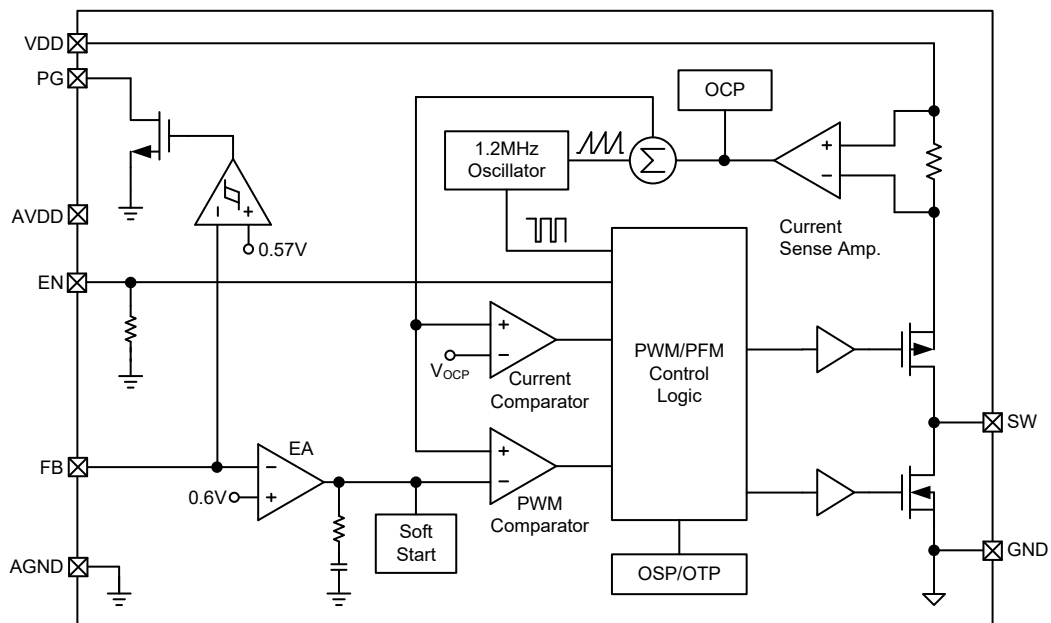 VDD
PG
OCP
1.2MHz
Oscillator
Σ
+
−
Current
Sense Amp.
AVDD
−
+
0.57V
EN
+
−
VOCP
Current
Comparator
PWM/PFM
Control
Logic
SW
FB
EA
−
+
0.6V
+
−
PWM
Comparator
Soft
Start
AGND
OSP/OTP
GND